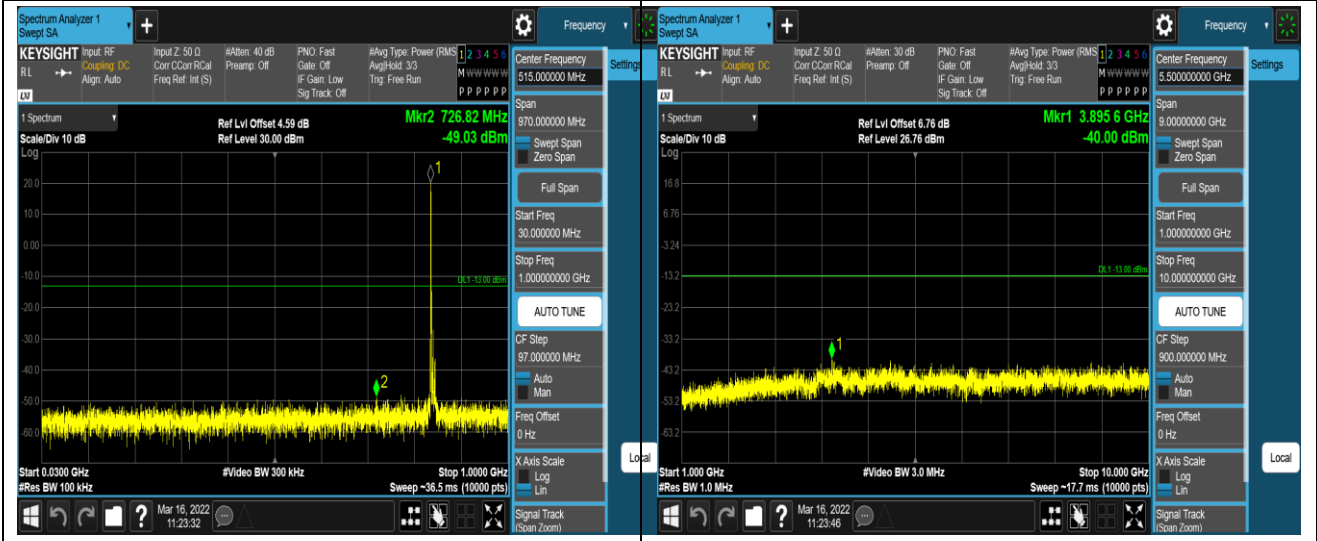 Spectrum Analyzer 1
Swept SA
+
Frequency
KEYSIGHT
RL
LXI
Input: RF
Coupling: DC
Align: Auto
Input Z: 50 Ω
Corr CCorr RCal
Freq Ref: Int (S)
#Atten: 40 dB
Preamp: Off
PNO: Fast
Gate: Off
IF Gain: Low
Sig Track: Off
#Avg Type: Power (RMS
Avg|Hold: 3/3
Trig: Free Run
1 2 3 4 5 6
M W W W W W
P P P P P P
Center Frequency
515.000000 MHz
Settings
Span
970.000000 MHz
Swept Span
Zero Span
Full Span
Start Freq
30.000000 MHz
Stop Freq
1.000000000 GHz
AUTO TUNE
CF Step
97.000000 MHz
Auto
Man
Freq Offset
0 Hz
X Axis Scale
Log
Lin
Signal Track
(Span Zoom)
Local
1 Spectrum
Scale/Div 10 dB
Log
Ref Lvl Offset 4.59 dB
Ref Level 30.00 dBm
Mkr2 726.82 MHz
-49.03 dBm
1
20.0
10.0
0.00
DL1 -13.00 dBm
-10.0
-20.0
-30.0
-40.0
2
-50.0
-60.0
Start 0.0300 GHz
#Res BW 100 kHz
#Video BW 300 kHz
Stop 1.0000 GHz
Sweep ~36.5 ms (10000 pts)
?
Mar 16, 2022
11:23:32
Spectrum Analyzer 1
Swept SA
+
Frequency
KEYSIGHT
RL
LXI
Input: RF
Coupling: DC
Align: Auto
Input Z: 50 Ω
Corr CCorr RCal
Freq Ref: Int (S)
#Atten: 30 dB
Preamp: Off
PNO: Fast
Gate: Off
IF Gain: Low
Sig Track: Off
#Avg Type: Power (RMS
Avg|Hold: 3/3
Trig: Free Run
1 2 3 4 5 6
M W W W W W
P P P P P P
Center Frequency
5.500000000 GHz
Settings
Span
9.00000000 GHz
Swept Span
Zero Span
Full Span
Start Freq
1.000000000 GHz
Stop Freq
10.000000000 GHz
AUTO TUNE
CF Step
900.000000 MHz
Auto
Man
Freq Offset
0 Hz
X Axis Scale
Log
Lin
Signal Track
(Span Zoom)
Local
1 Spectrum
Scale/Div 10 dB
Log
Ref Lvl Offset 6.76 dB
Ref Level 26.76 dBm
Mkr1 3.895 6 GHz
-40.00 dBm
16.8
6.76
-3.24
DL1 -13.00 dBm
-13.2
-23.2
-33.2
1
-43.2
-53.2
-63.2
Start 1.000 GHz
#Res BW 1.0 MHz
#Video BW 3.0 MHz
Stop 10.000 GHz
Sweep ~17.7 ms (10000 pts)
?
Mar 16, 2022
11:23:46